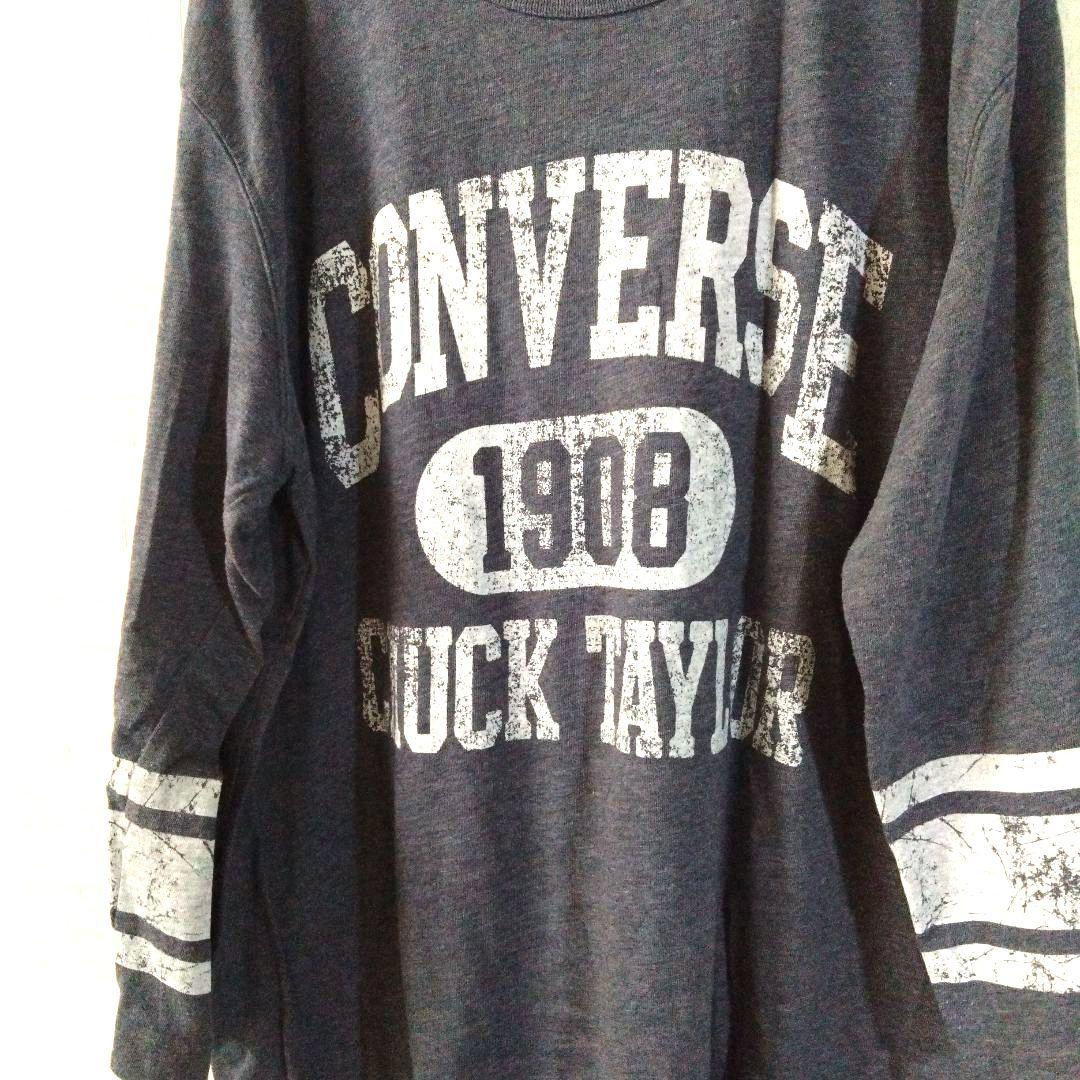 CONVERSE
1908
CHUCK TAYLOR